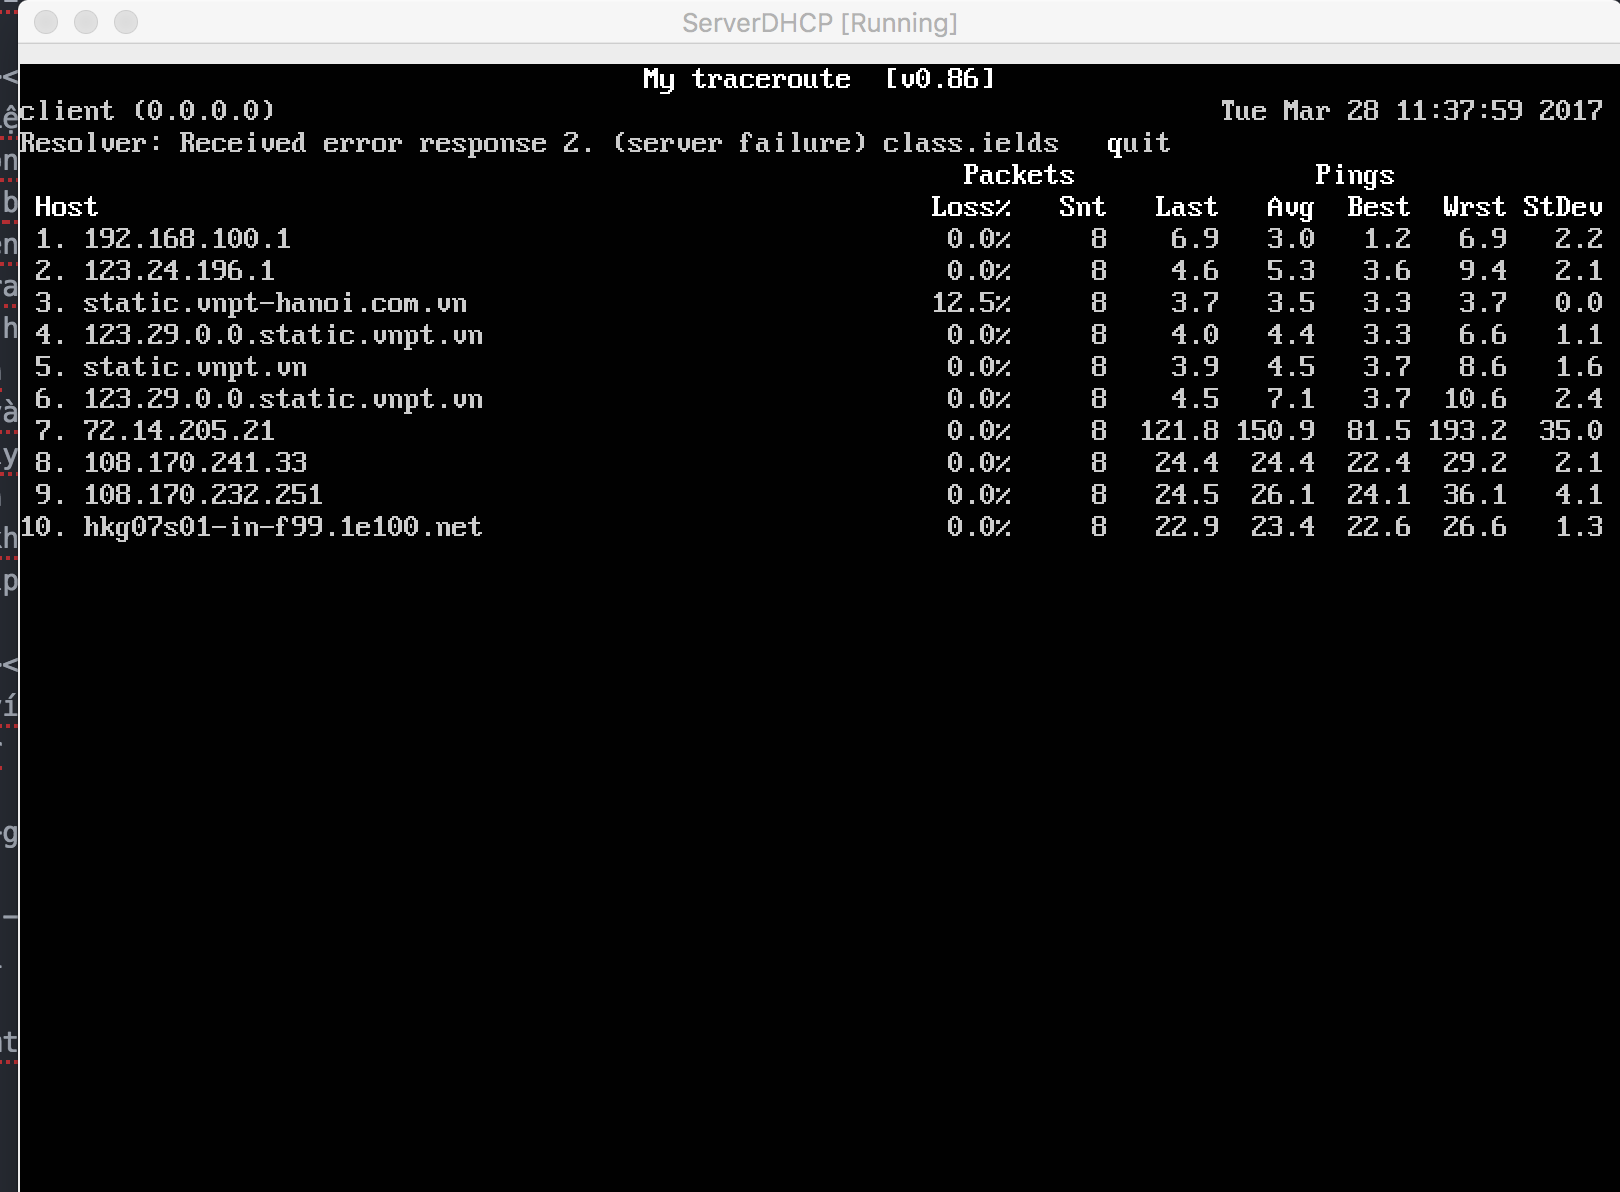 ServerDHCP [Running]
My traceroute  [v0.86]
client (0.0.0.0) Tue Mar 28 11:37:59 2017
Resolver: Received error response 2. (server failure) class.ields   quit
Packets Pings
Host Loss% Snt Last Avg Best Wrst StDev
1. 192.168.100.1 0.0% 8 6.9 3.0 1.2 6.9 2.2
2. 123.24.196.1 0.0% 8 4.6 5.3 3.6 9.4 2.1
3. static.vnpt-hanoi.com.vn 12.5% 8 3.7 3.5 3.3 3.7 0.0
4. 123.29.0.0.static.vnpt.vn 0.0% 8 4.0 4.4 3.3 6.6 1.1
5. static.vnpt.vn 0.0% 8 3.9 4.5 3.7 8.6 1.6
6. 123.29.0.0.static.vnpt.vn 0.0% 8 4.5 7.1 3.7 10.6 2.4
7. 72.14.205.21 0.0% 8 121.8 150.9 81.5 193.2 35.0
8. 108.170.241.33 0.0% 8 24.4 24.4 22.4 29.2 2.1
9. 108.170.232.251 0.0% 8 24.5 26.1 24.1 36.1 4.1
10. hkg07s01-in-f99.1e100.net 0.0% 8 22.9 23.4 22.6 26.6 1.3